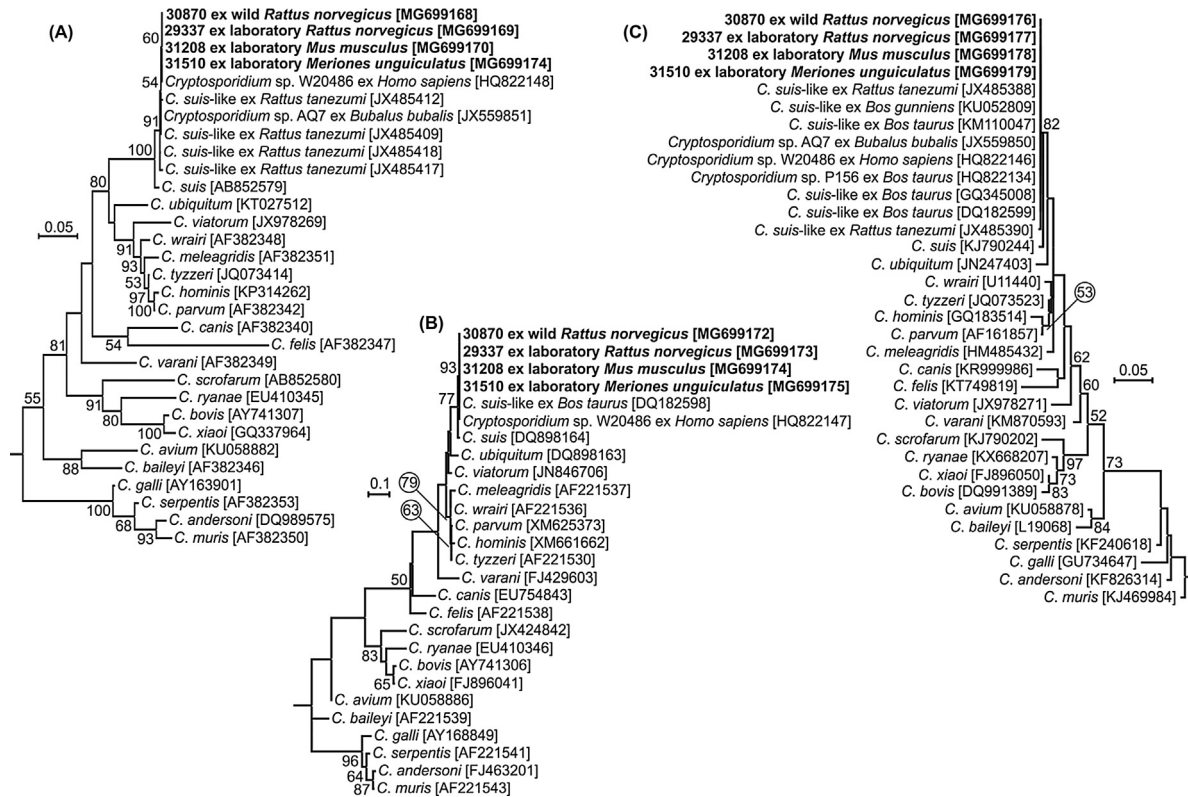 (A)
30870 ex wild Rattus norvegicus [MG699168]
29337 ex laboratory Rattus norvegicus [MG699169]
31208 ex laboratory Mus musculus [MG699170]
31510 ex laboratory Meriones unguiculatus [MG699174]
Cryptosporidium sp. W20486 ex Homo sapiens [HQ822148]
C. suis-like ex Rattus tanezumi [JX485412]
Cryptosporidium sp. AQ7 ex Bubalus bubalis [JX559851]
C. suis-like ex Rattus tanezumi [JX485409]
C. suis-like ex Rattus tanezumi [JX485418]
C. suis-like ex Rattus tanezumi [JX485417]
C. suis [AB852579]
C. ubiquitum [KT027512]
C. viatorum [JX978269]
C. wrairi [AF382348]
C. meleagridis [AF382351]
C. tyzzeri [JQ073414]
C. hominis [KP314262]
C. parvum [AF382342]
C. canis [AF382340]
C. felis [AF382347]
C. varani [AF382349]
C. scrofarum [AB852580]
C. ryanae [EU410345]
C. bovis [AY741307]
C. xiaoi [GQ337964]
C. avium [KU058882]
C. baileyi [AF382346]
C. galli [AY163901]
C. serpentis [AF382353]
C. andersoni [DQ989575]
C. muris [AF382350]
60
54
91
100
80
0.05
91
93
53
97
100
54
81
55
91
80
100
88
100
68
93
(B)
30870 ex wild Rattus norvegicus [MG699172]
29337 ex laboratory Rattus norvegicus [MG699173]
31208 ex laboratory Mus musculus [MG699174]
31510 ex laboratory Meriones unguiculatus [MG699175]
C. suis-like ex Bos taurus [DQ182598]
Cryptosporidium sp. W20486 ex Homo sapiens [HQ822147]
C. suis [DQ898164]
C. ubiquitum [DQ898163]
C. viatorum [JN846706]
C. meleagridis [AF221537]
C. wrairi [AF221536]
C. parvum [XM625373]
C. hominis [XM661662]
C. tyzzeri [AF221530]
C. varani [FJ429603]
C. canis [EU754843]
C. felis [AF221538]
C. scrofarum [JX424842]
C. ryanae [EU410346]
C. bovis [AY741306]
C. xiaoi [FJ896041]
C. avium [KU058886]
C. baileyi [AF221539]
C. galli [AY168849]
C. serpentis [AF221541]
C. andersoni [FJ463201]
C. muris [AF221543]
93
77
0.1
79
63
50
83
65
96
64
87
(C)
30870 ex wild Rattus norvegicus [MG699176]
29337 ex laboratory Rattus norvegicus [MG699177]
31208 ex laboratory Mus musculus [MG699178]
31510 ex laboratory Meriones unguiculatus [MG699179]
C. suis-like ex Rattus tanezumi [JX485388]
C. suis-like ex Bos gunniens [KU052809]
C. suis-like ex Bos taurus [KM110047]
Cryptosporidium sp. AQ7 ex Bubalus bubalis [JX559850]
Cryptosporidium sp. W20486 ex Homo sapiens [HQ822146]
Cryptosporidium sp. P156 ex Bos taurus [HQ822134]
C. suis-like ex Bos taurus [GQ345008]
C. suis-like ex Bos taurus [DQ182599]
C. suis-like ex Rattus tanezumi [JX485390]
C. suis [KJ790244]
C. ubiquitum [JN247403]
C. wrairi [U11440]
C. tyzzeri [JQ073523]
C. hominis [GQ183514]
C. parvum [AF161857]
C. meleagridis [HM485432]
C. canis [KR999986]
C. felis [KT749819]
C. viatorum [JX978271]
C. varani [KM870593]
C. scrofarum [KJ790202]
C. ryanae [KX668207]
C. xiaoi [FJ896050]
C. bovis [DQ991389]
C. avium [KU058878]
C. baileyi [L19068]
C. serpentis [KF240618]
C. galli [GU734647]
C. andersoni [KF826314]
C. muris [KJ469984]
82
53
62
60
0.05
52
97
73
73
83
84